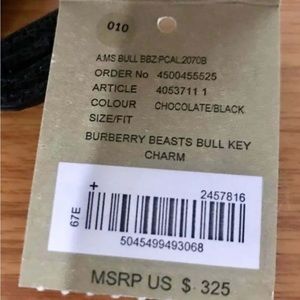 010
A:MS BULL BBZ:PCAL:2070B
ORDER No 4500455525
ARTICLE 4053711 1
COLOUR CHOCOLATE/BLACK
SIZE/FIT
BURBERRY BEASTS BULL KEY
CHARM
+ 2457816
67E
5045499493068
MSRP US $ 325